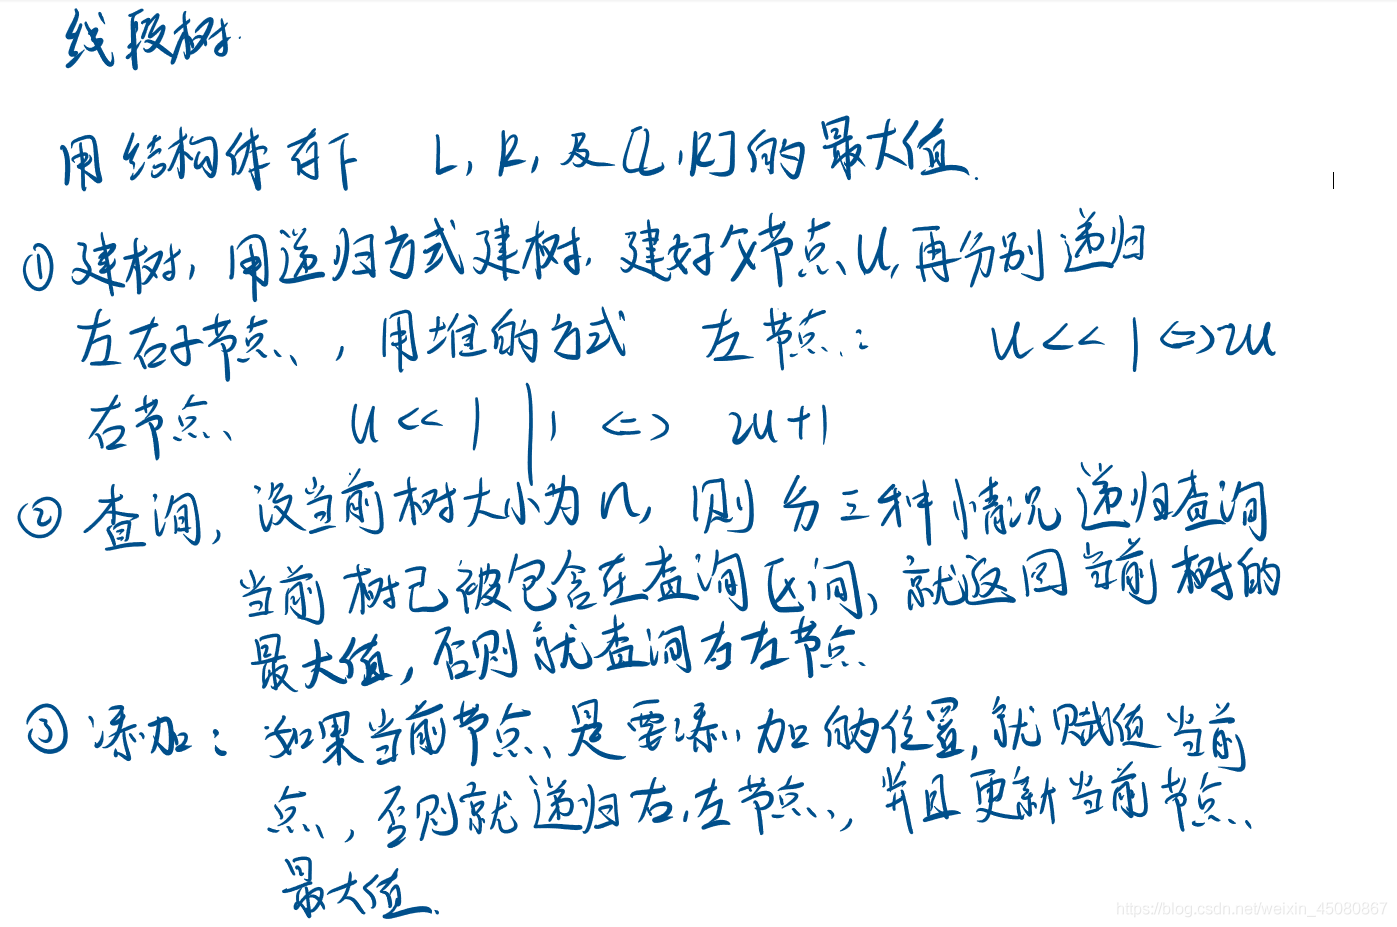 线段树
用结构体存下 L, R, 及[L,R]的最大值.
① 建树, 用递归方式建树. 建好父节点U, 再分别递归
左右子节点, 用堆的方式 左节点: u<<1 <=> 2u
右节点 u<<1|1 <=> 2u+1
② 查询, 设当前树大小为n, 则分三种情况递归查询
当前树已被包含在查询区间, 就返回当前树的
最大值, 否则就查询右左节点
③ 添加: 如果当前节点是要添加的位置, 就赋值当前
点, 否则就递归右,左节点, 并且更新当前节点
最大值.
https://blog.csdn.net/weixin_45080867